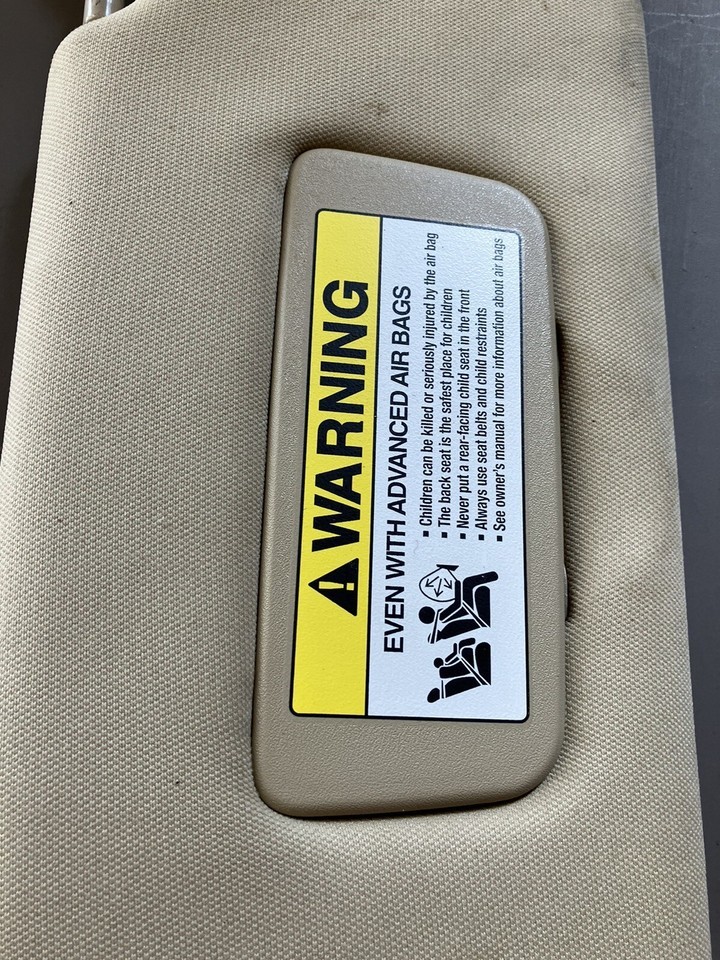 WARNING
EVEN WITH ADVANCED AIR BAGS
▪ Children can be killed or seriously injured by the air bag
▪ The back seat is the safest place for children
▪ Never put a rear-facing child seat in the front
▪ Always use seat belts and child restraints
▪ See owner's manual for more information about air bags